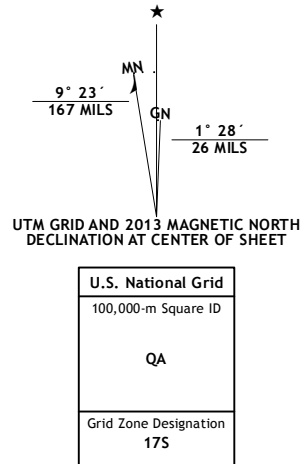 ★
MN
9° 23´
167 MILS
GN
1° 28´
26 MILS
UTM GRID AND 2013 MAGNETIC NORTH
DECLINATION AT CENTER OF SHEET
U.S. National Grid
100,000-m Square ID
QA
Grid Zone Designation
17S